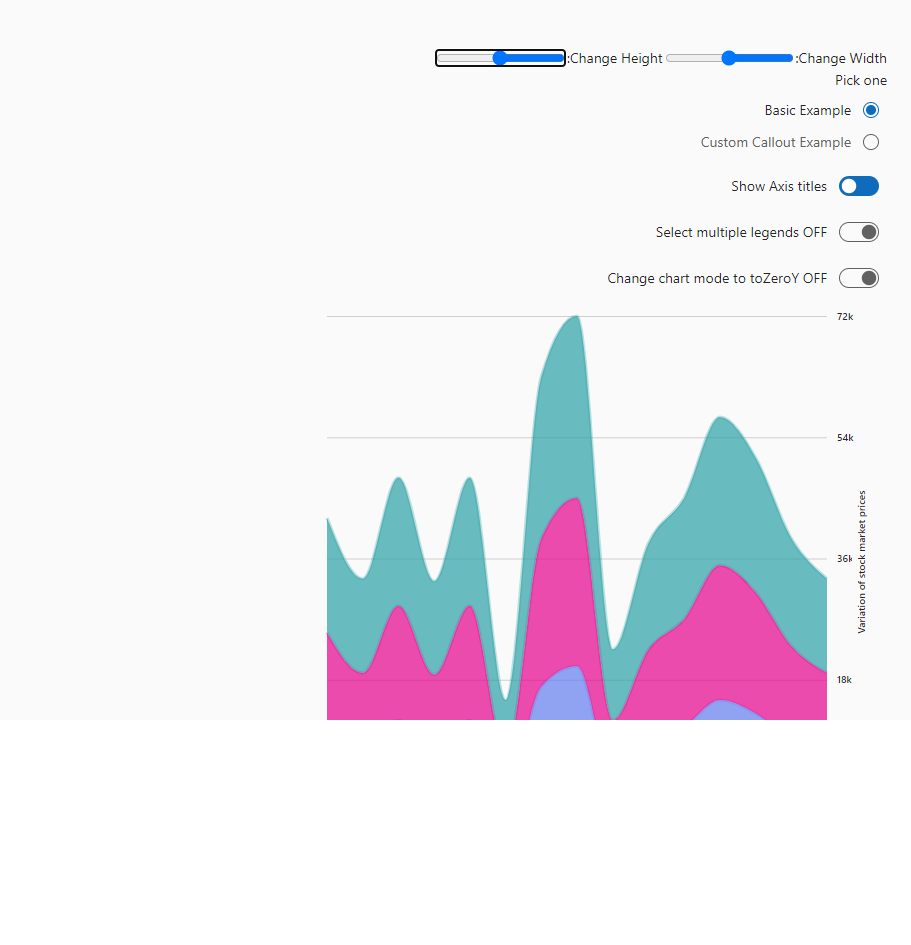 :Change Width :Change Height
Pick one
Basic Example
Custom Callout Example
Show Axis titles
Select multiple legends OFF
Change chart mode to toZeroY OFF
72k
54k
36k
18k
Variation of stock market prices